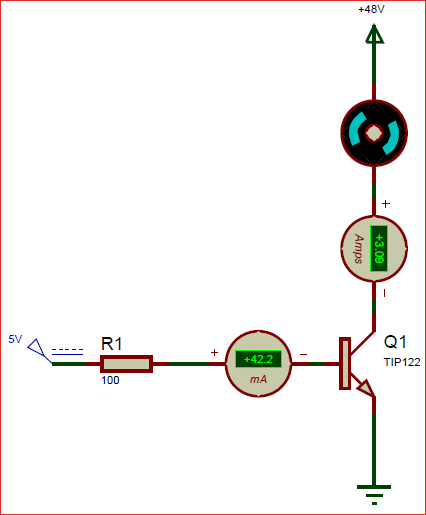 +48V
+
+3.09
Amps
−
5V
R1
100
+
+42.2
mA
−
Q1
TIP122